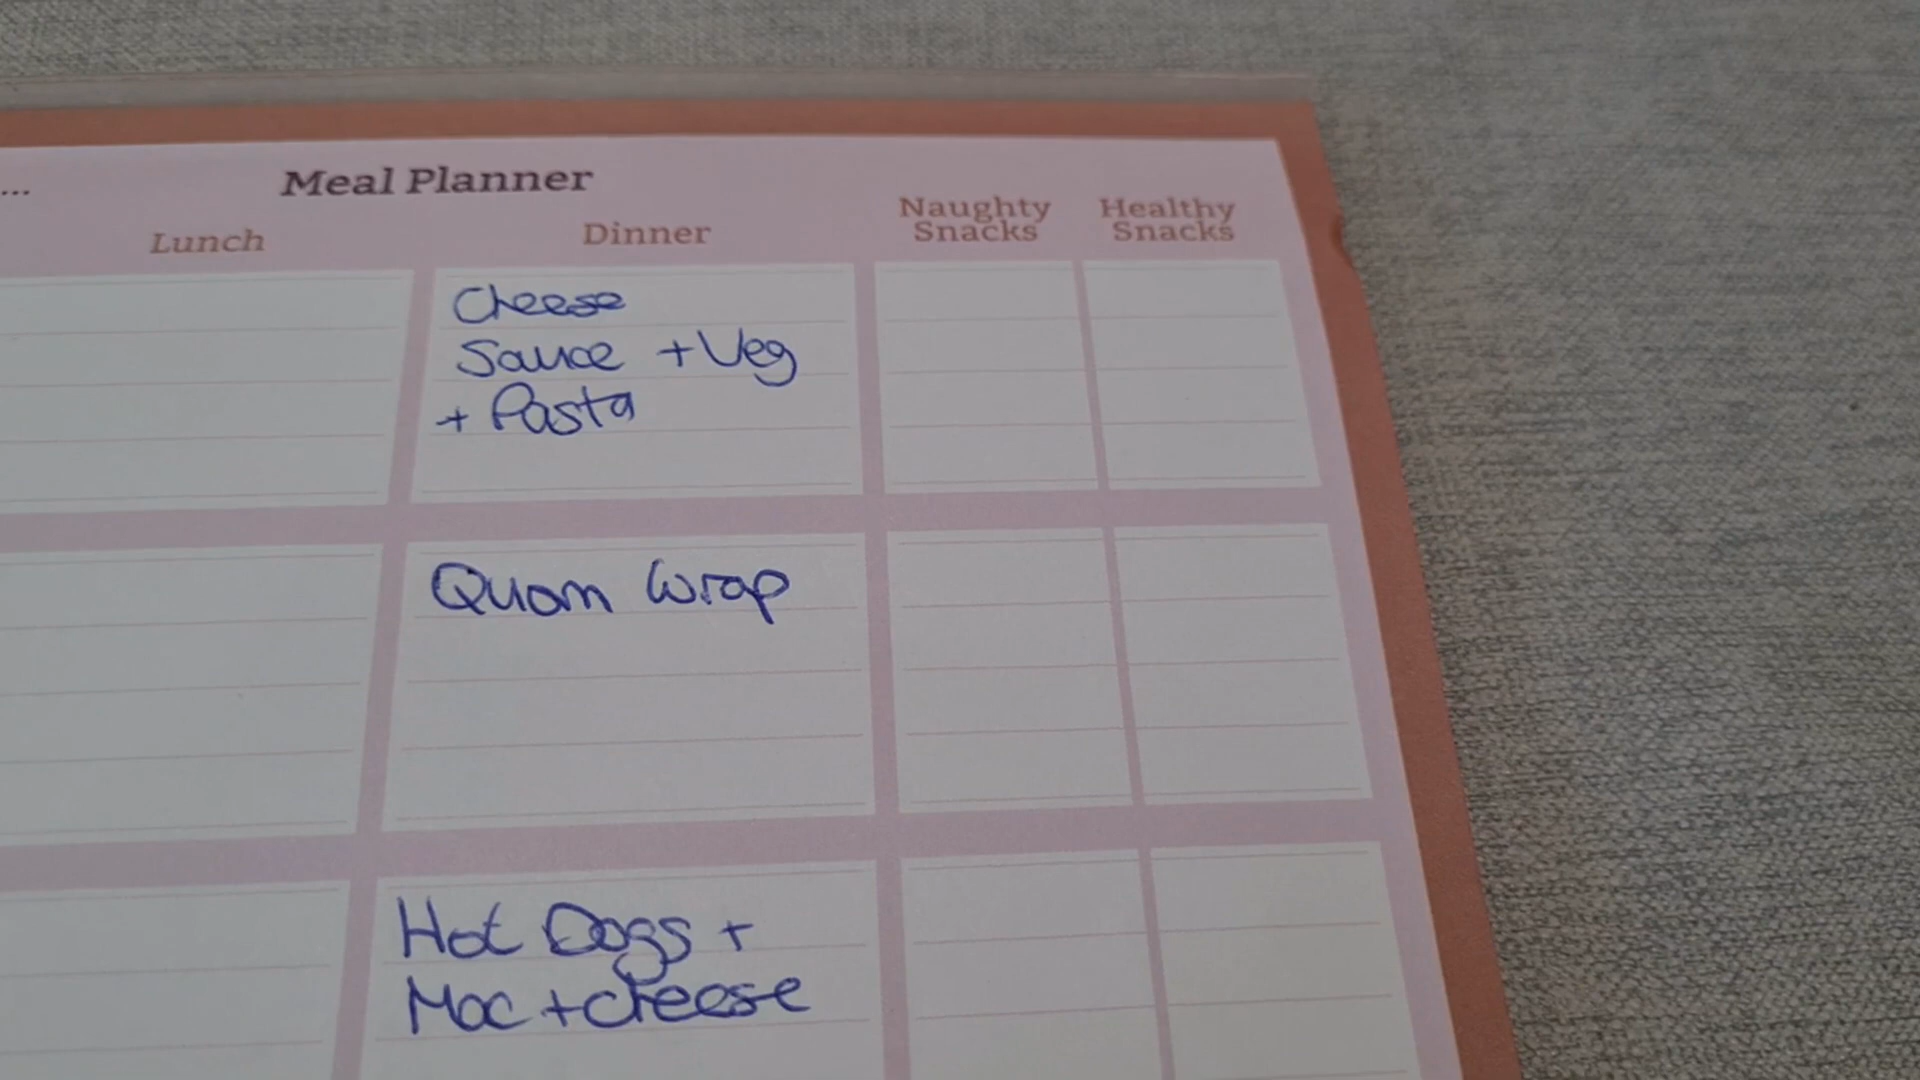 ...
Meal Planner
Lunch
Dinner
Naughty
Snacks
Healthy
Snacks
Cheese
Sauce + Veg
+ Pasta
Quorn Wrap
Hot Dogs +
Mac + cheese